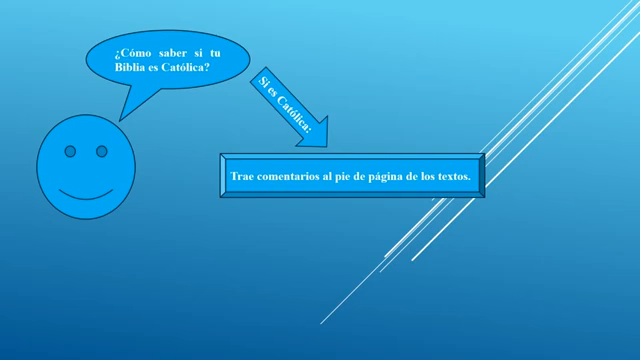 ¿Cómo saber si tu
Biblia es Católica?
Si es Católica:
Trae comentarios al pie de página de los textos.